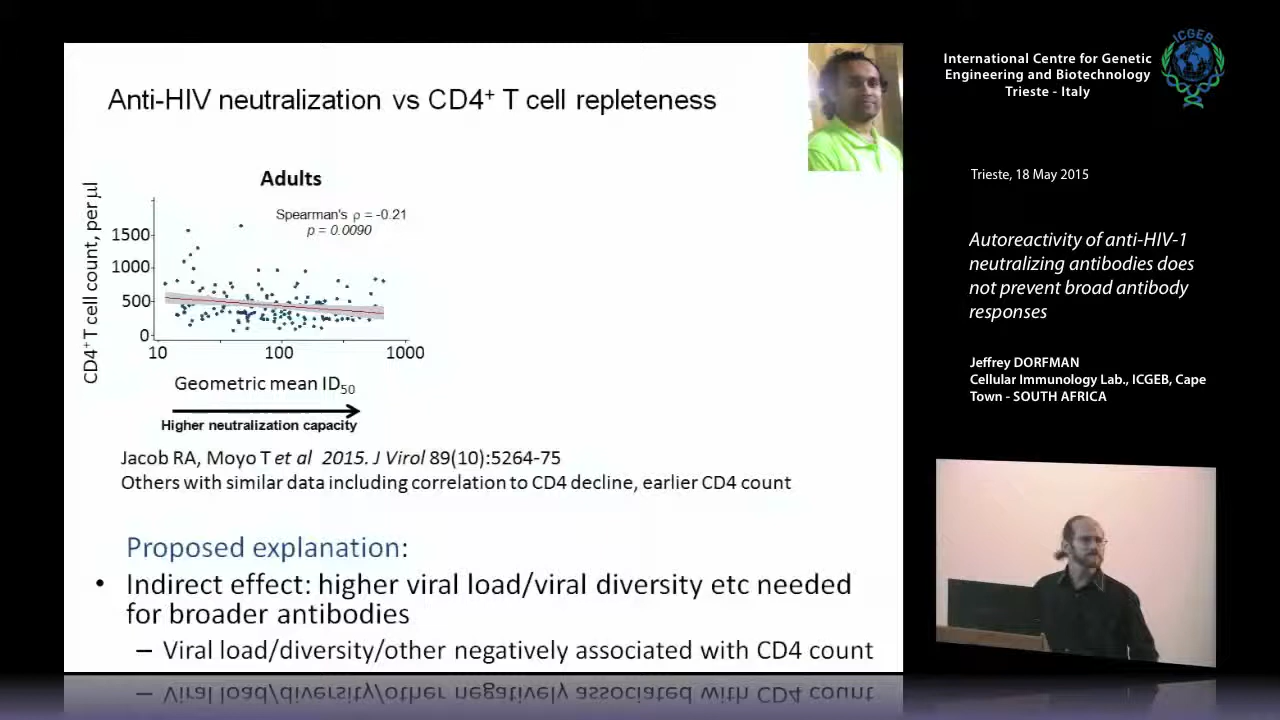 Anti-HIV neutralization vs CD4⁺ T cell repleteness
Adults
CD4⁺ T cell count, per μl
Spearman's ρ = -0.21
p = 0.0090
1500
1000
500
0
10 100 1000
Geometric mean ID₅₀
Higher neutralization capacity
Jacob RA, Moyo T et al 2015. J Virol 89(10):5264-75
Others with similar data including correlation to CD4 decline, earlier CD4 count
Proposed explanation:
• Indirect effect: higher viral load/viral diversity etc needed
for broader antibodies
– Viral load/diversity/other negatively associated with CD4 count
International Centre for Genetic
Engineering and Biotechnology
Trieste - Italy
ICGEB
Trieste, 18 May 2015
Autoreactivity of anti-HIV-1
neutralizing antibodies does
not prevent broad antibody
responses
Jeffrey DORFMAN
Cellular Immunology Lab., ICGEB, Cape
Town - SOUTH AFRICA